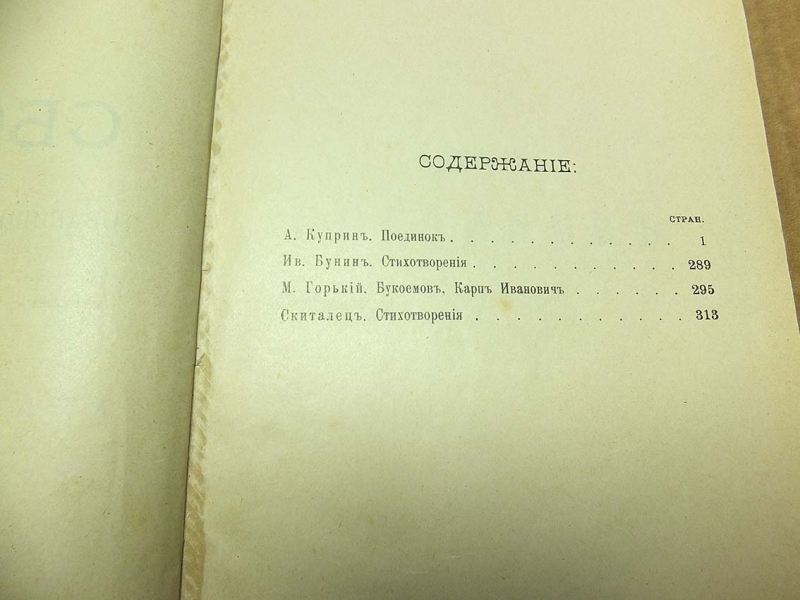 СОДЕРЖАНІЕ:
СТРАН.
А. Купринъ. Поединокъ . . . . . . . . . . . 1
Ив. Бунинъ. Стихотворенія . . . . . . . . . . . 289
М. Горькій. Букоемовъ, Карпъ Ивановичъ . . . . . . 295
Скиталецъ. Стихотворенія . . . . . . . . . . . 313